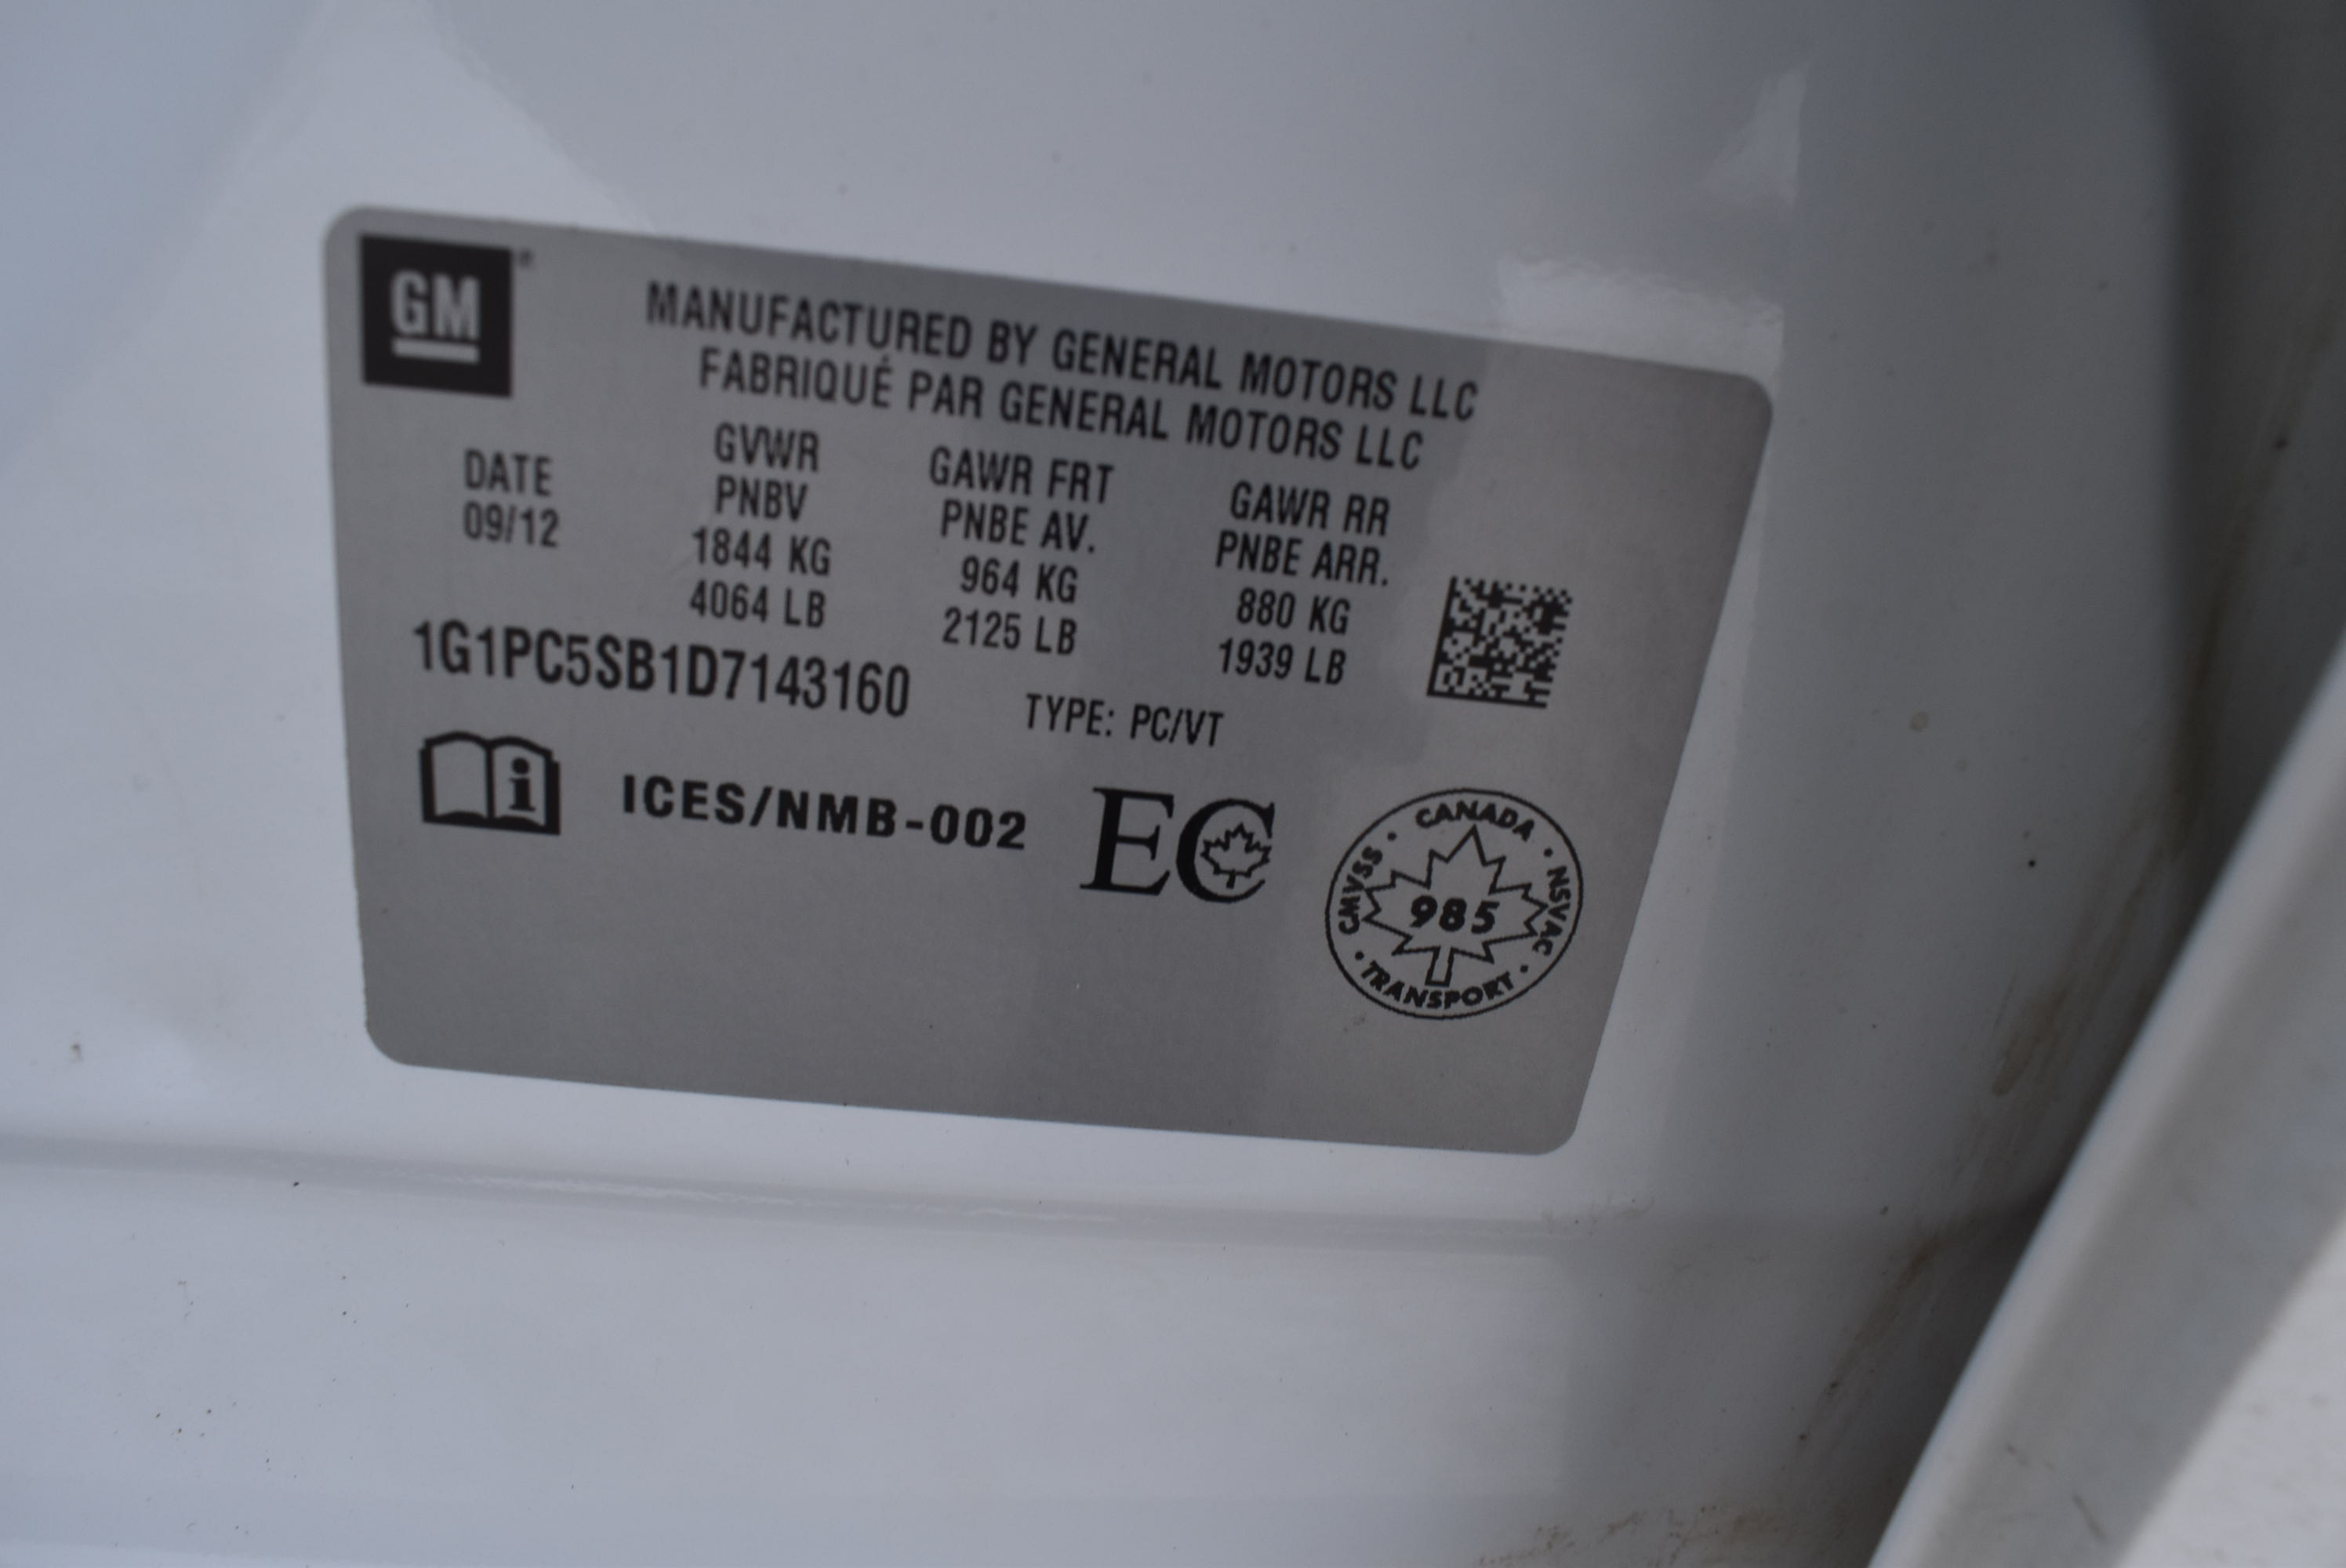 GM
MANUFACTURED BY GENERAL MOTORS LLC
FABRIQUÉ PAR GENERAL MOTORS LLC
DATE GVWR GAWR FRT GAWR RR
09/12 PNBV PNBE AV. PNBE ARR.
1844 KG 964 KG 880 KG
4064 LB 2125 LB 1939 LB
1G1PC5SB1D7143160 TYPE: PC/VT
i ICES/NMB-002 EC
CANADA
CMVSS 985 NSVAC
TRANSPORT